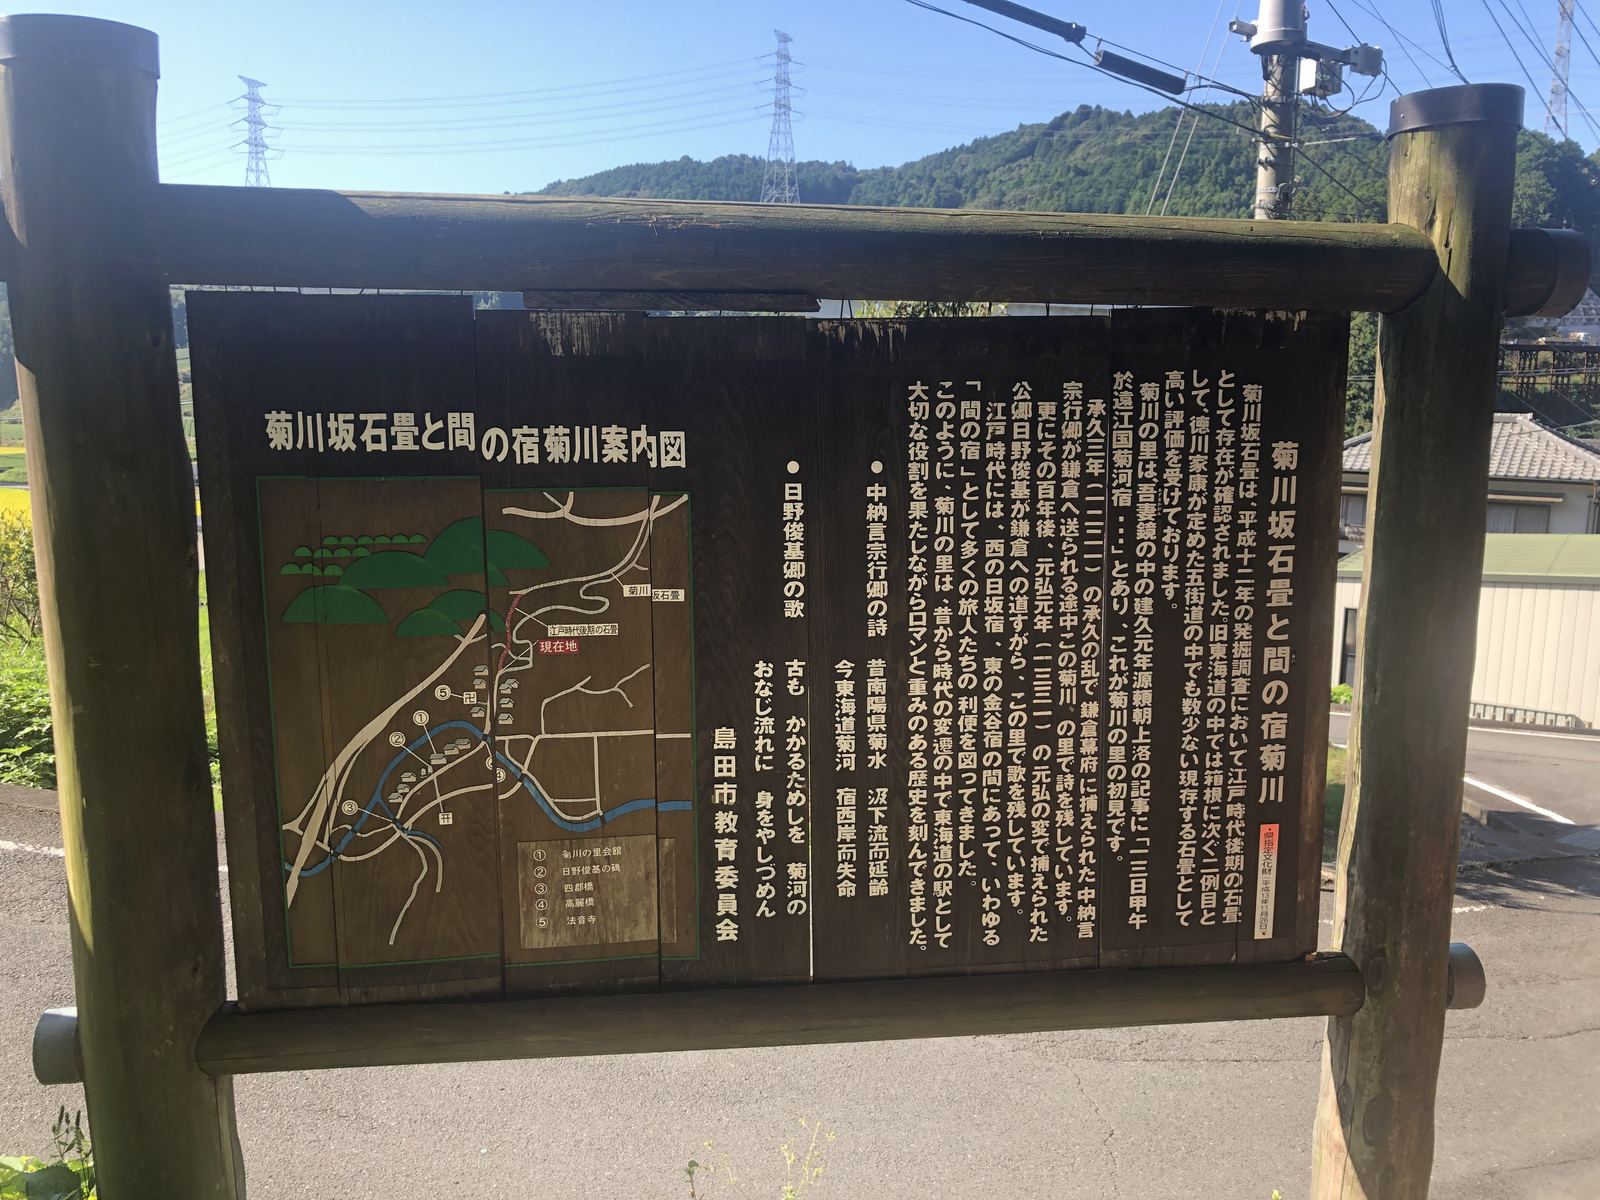 菊川坂石畳と間の宿菊川
・県指定文化財(平成13年11月26日)
菊川坂石畳は、平成十二年の発掘調査において江戸時代後期の石畳
として存在が確認されました。旧東海道の中では箱根に次ぐ二例目と
して、徳川家康が定めた五街道の中でも数少ない現存する石畳として
高い評価を受けております。
菊川の里は、吾妻鏡の中の建久元年源頼朝上洛の記事に「一三日甲午
於遠江国菊河宿・・・」とあり、これが菊川の里の初見です。
承久三年(一二二一)の承久の乱で鎌倉幕府に捕えられた中納言
宗行卿が鎌倉へ送られる途中この菊川の里で詩を残しています。
更にその百年後、元弘元年(一三三一)の元弘の変で捕えられた
公卿日野俊基が鎌倉への道すがら、この里で歌を残しています。
江戸時代には、西の日坂宿、東の金谷宿の間にあって、いわゆる
「間の宿」として多くの旅人たちの利便を図ってきました。
このように、菊川の里は昔から時代の変遷の中で東海道の駅として
大切な役割を果たしながらロマンと重みのある歴史を刻んできました。
●中納言宗行卿の詩
昔南陽県菊水 汲下流而延齢
今東海道菊河 宿西岸而失命
●日野俊基卿の歌
古も かかるためしを 菊河の
おなじ流れに 身をやしづめん
島田市教育委員会
菊川坂石畳と間の宿菊川案内図
菊川坂石畳
江戸時代後期の石畳
現在地
⑤
卍
①
②
④
③
① 菊川の里会館
② 日野俊基の碑
③ 四郡橋
④ 高麗橋
⑤ 法音寺